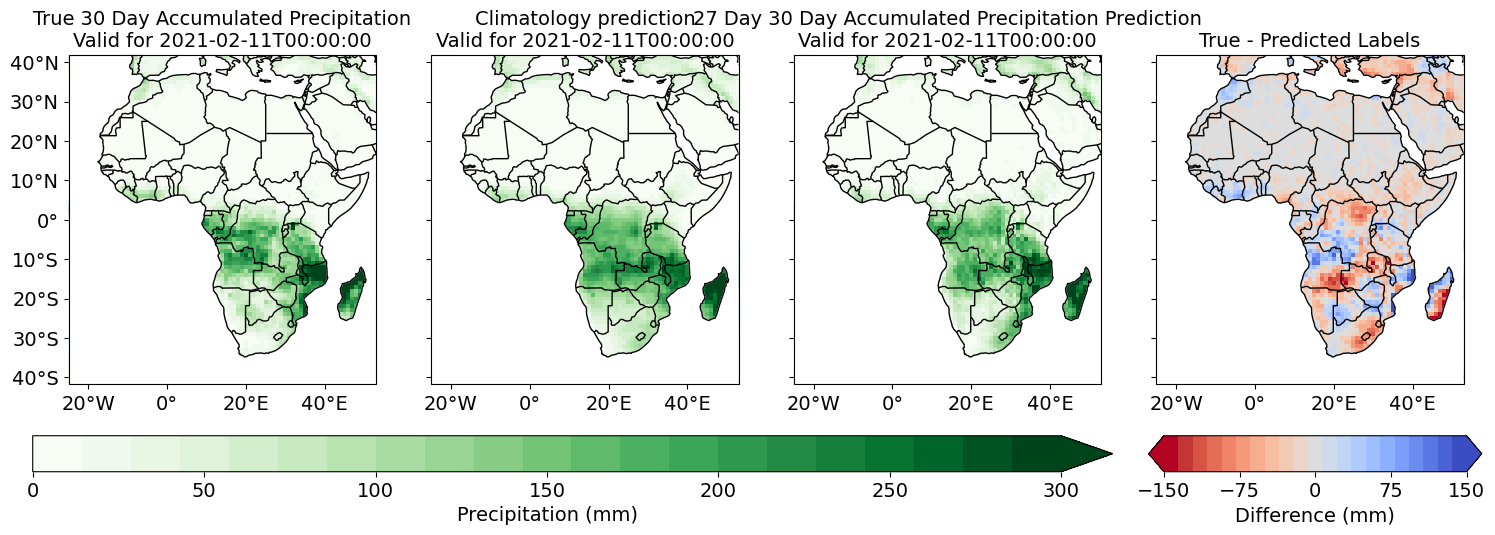 True 30 Day Accumulated Precipitation
Valid for 2021-02-11T00:00:00
Climatology prediction
Valid for 2021-02-11T00:00:00
27 Day 30 Day Accumulated Precipitation Prediction
Valid for 2021-02-11T00:00:00
True - Predicted Labels
40°N
30°N
20°N
10°N
0°
10°S
20°S
30°S
40°S
20°W 0° 20°E 40°E
20°W 0° 20°E 40°E
20°W 0° 20°E 40°E
20°W 0° 20°E 40°E
0 50 100 150 200 250 300
Precipitation (mm)
−150 −75 0 75 150
Difference (mm)